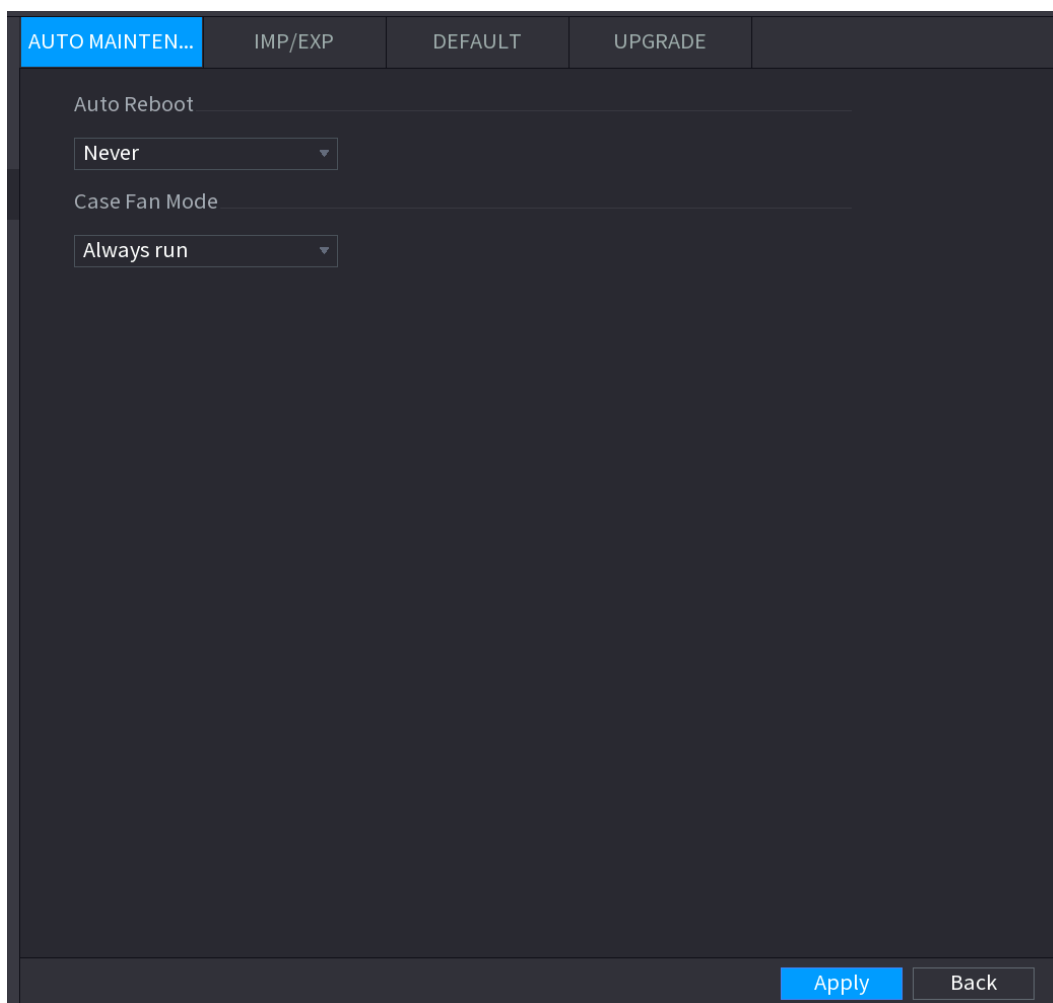 AUTO MAINTEN... IMP/EXP DEFAULT UPGRADE
Auto Reboot
Never
Case Fan Mode
Always run
Apply Back